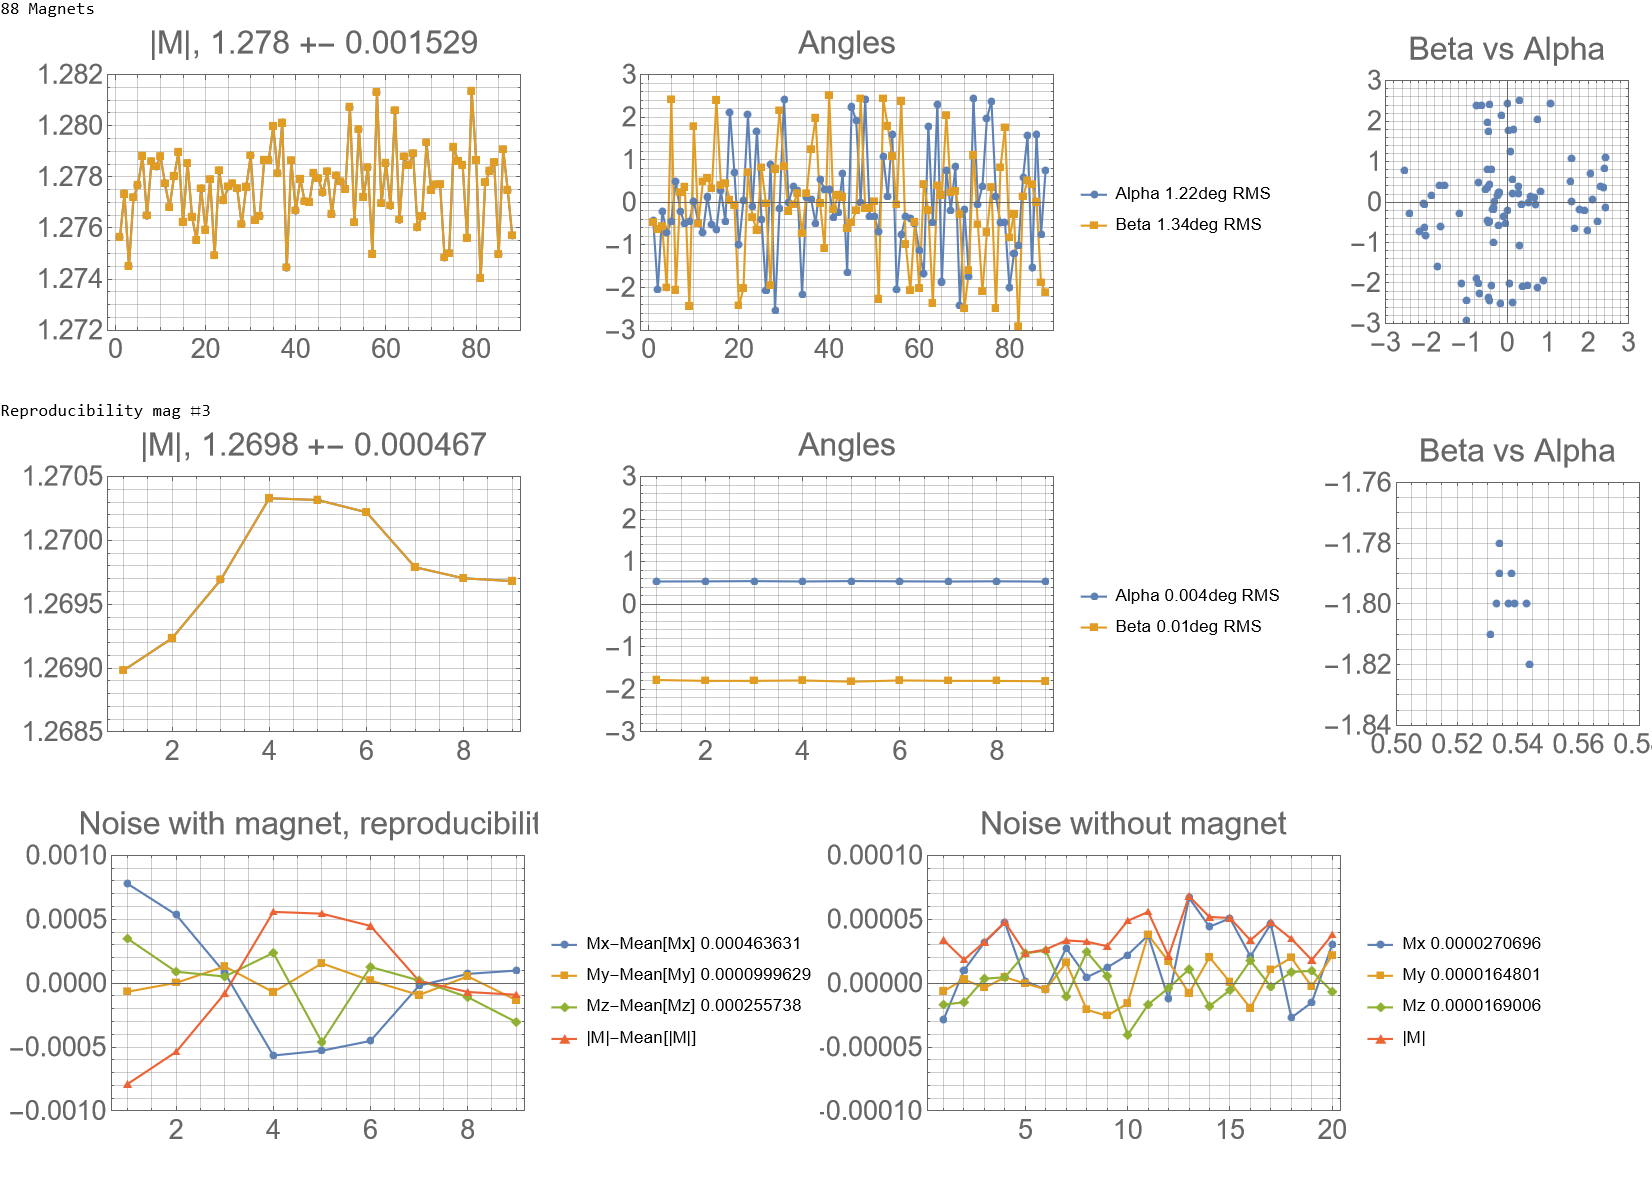 88 Magnets
|M|, 1.278 +− 0.001529
1.282
1.280
1.278
1.276
1.274
1.272
0 20 40 60 80
Angles
3
2
1
0
−1
−2
−3
0 20 40 60 80
Alpha 1.22deg RMS
Beta 1.34deg RMS
Beta vs Alpha
3
2
1
0
−1
−2
−3
−3 −2 −1 0 1 2 3
Reproducibility mag #3
|M|, 1.2698 +− 0.000467
1.2705
1.2700
1.2695
1.2690
1.2685
2 4 6 8
Angles
3
2
1
0
−1
−2
−3
2 4 6 8
Alpha 0.004deg RMS
Beta 0.01deg RMS
Beta vs Alpha
−1.76
−1.78
−1.80
−1.82
−1.84
0.50 0.52 0.54 0.56 0.5
Noise with magnet, reproducibilit
0.0010
0.0005
0.0000
−0.0005
−0.0010
2 4 6 8
Mx−Mean[Mx] 0.000463631
My−Mean[My] 0.0000999629
Mz−Mean[Mz] 0.000255738
|M|−Mean[|M|]
Noise without magnet
0.00010
0.00005
0.00000
-0.00005
-0.00010
5 10 15 20
Mx 0.0000270696
My 0.0000164801
Mz 0.0000169006
|M|